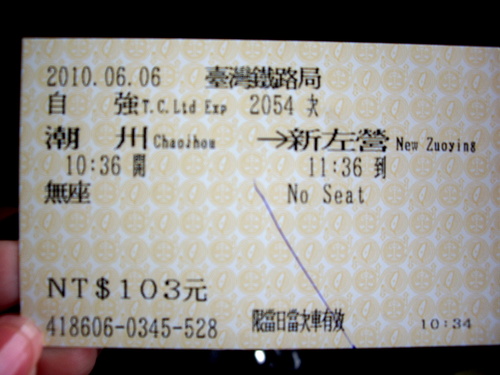 2010.06.06 臺灣鐵路局
自強 T.C.Ltd Exp 2054 次
潮州 Chaojhou →新左營 New Zuoying
10:36 開 11:36 到
無座 No Seat
NT$103元
418606-0345-528 限當日當次車有效 10:34